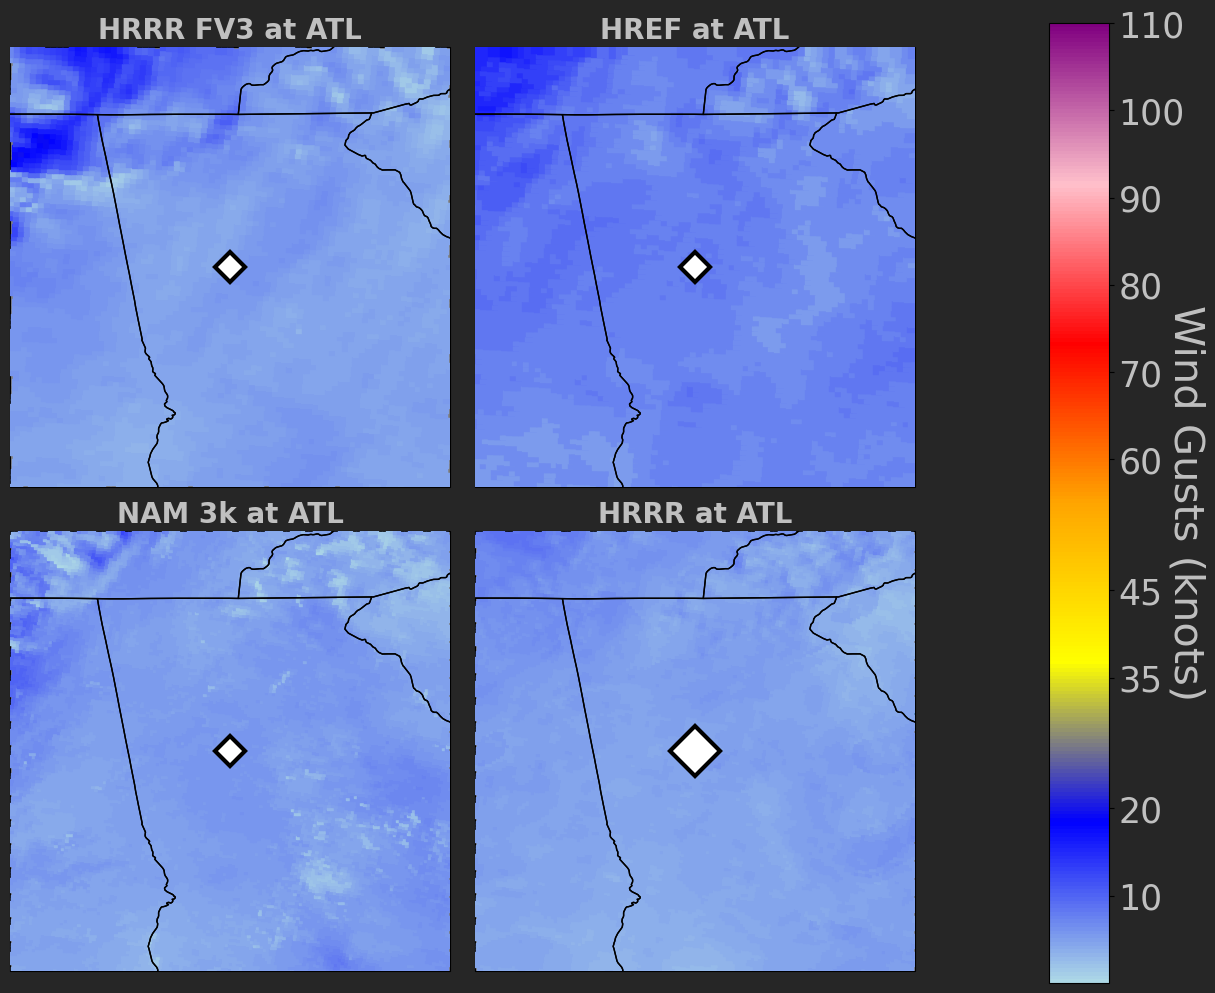 HRRR FV3 at ATL
HREF at ATL
NAM 3k at ATL
HRRR at ATL
110
100
90
80
70
60
45
35
20
10
Wind Gusts (knots)